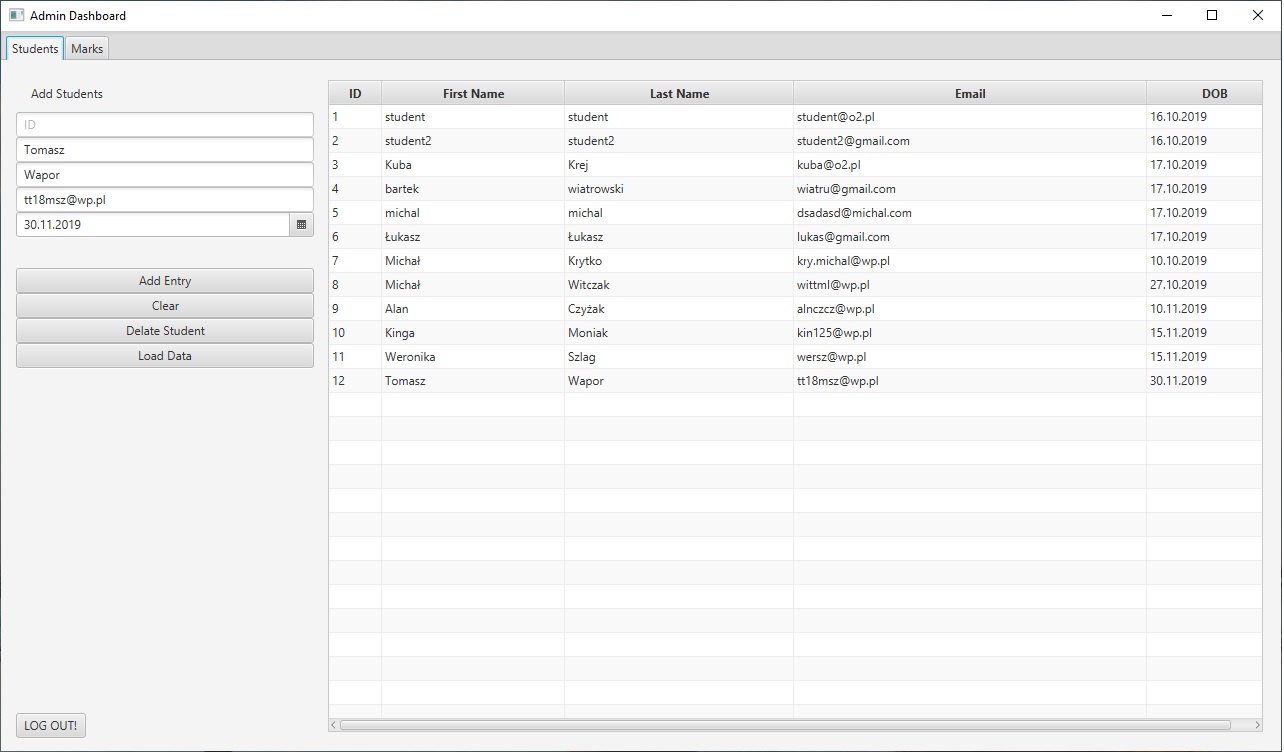 Admin Dashboard
Students Marks
Add Students
ID
Tomasz
Wapor
tt18msz@wp.pl
30.11.2019
Add Entry
Clear
Delate Student
Load Data
LOG OUT!
ID First Name Last Name Email DOB
1 student student student@o2.pl 16.10.2019
2 student2 student2 student2@gmail.com 16.10.2019
3 Kuba Krej kuba@o2.pl 17.10.2019
4 bartek wiatrowski wiatru@gmail.com 17.10.2019
5 michal michal dsadasd@michal.com 17.10.2019
6 Łukasz Łukasz lukas@gmail.com 17.10.2019
7 Michał Krytko kry.michal@wp.pl 10.10.2019
8 Michał Witczak wittml@wp.pl 27.10.2019
9 Alan Czyżak alnczcz@wp.pl 10.11.2019
10 Kinga Moniak kin125@wp.pl 15.11.2019
11 Weronika Szlag wersz@wp.pl 15.11.2019
12 Tomasz Wapor tt18msz@wp.pl 30.11.2019